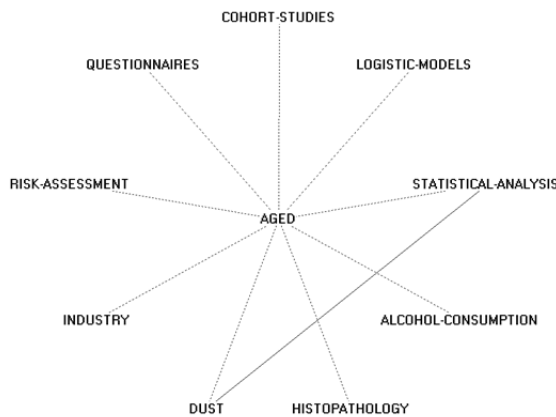 COHORT-STUDIES
QUESTIONNAIRES
LOGISTIC-MODELS
RISK-ASSESSMENT
STATISTICAL-ANALYSIS
AGED
INDUSTRY
ALCOHOL-CONSUMPTION
DUST
HISTOPATHOLOGY